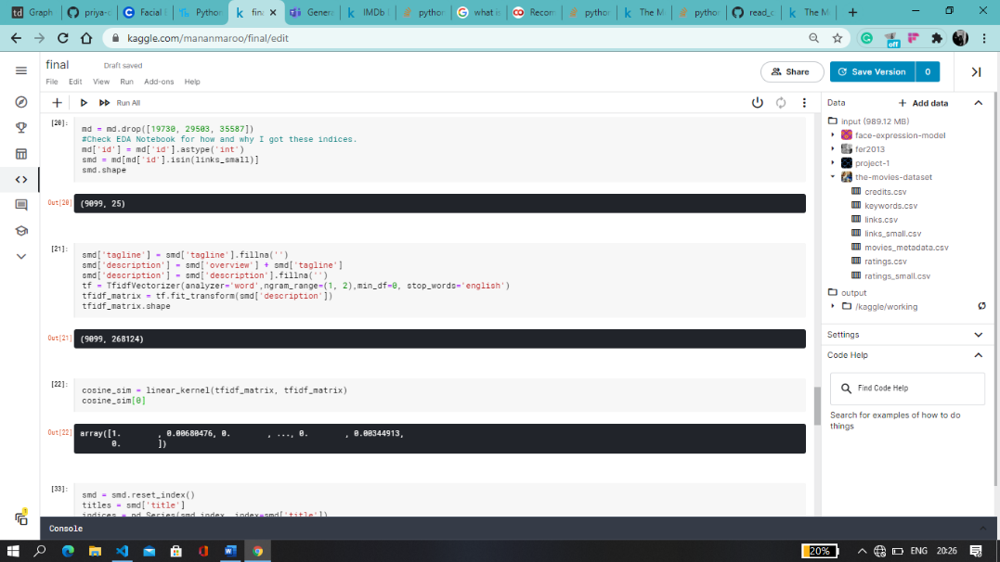 Graph
priya-c
Facial E
Python
fina
Genera
IMDb
python
what is
Recom
python
The M
python
read_c
The M
kaggle.com/mananmaroo/final/edit
off
final
Draft saved
File Edit View Run Add-ons Help
Share
Save Version 0
Run All
Data
Add data
[20]:
md = md.drop([19730, 29503, 35587])
#Check EDA Notebook for how and why I got these indices.
md['id'] = md['id'].astype('int')
smd = md[md['id'].isin(links_small)]
smd.shape
Out[20]
(9099, 25)
[21]:
smd['tagline'] = smd['tagline'].fillna('')
smd['description'] = smd['overview'] + smd['tagline']
smd['description'] = smd['description'].fillna('')
tf = TfidfVectorizer(analyzer='word',ngram_range=(1, 2),min_df=0, stop_words='english')
tfidf_matrix = tf.fit_transform(smd['description'])
tfidf_matrix.shape
Out[21]
(9099, 268124)
[22]:
cosine_sim = linear_kernel(tfidf_matrix, tfidf_matrix)
cosine_sim[0]
Out[22]
array([1. , 0.00680476, 0. , ..., 0. , 0.00344913,
0. ])
[33]:
smd = smd.reset_index()
titles = smd['title']
indices = pd.Series(smd.index, index=smd['title'])
input (989.12 MB)
face-expression-model
fer2013
project-1
the-movies-dataset
credits.csv
keywords.csv
links.csv
links_small.csv
movies_metadata.csv
ratings.csv
ratings_small.csv
output
/kaggle/working
Settings
Code Help
Find Code Help
Search for examples of how to do
things
1
Console
20%
ENG
20:26